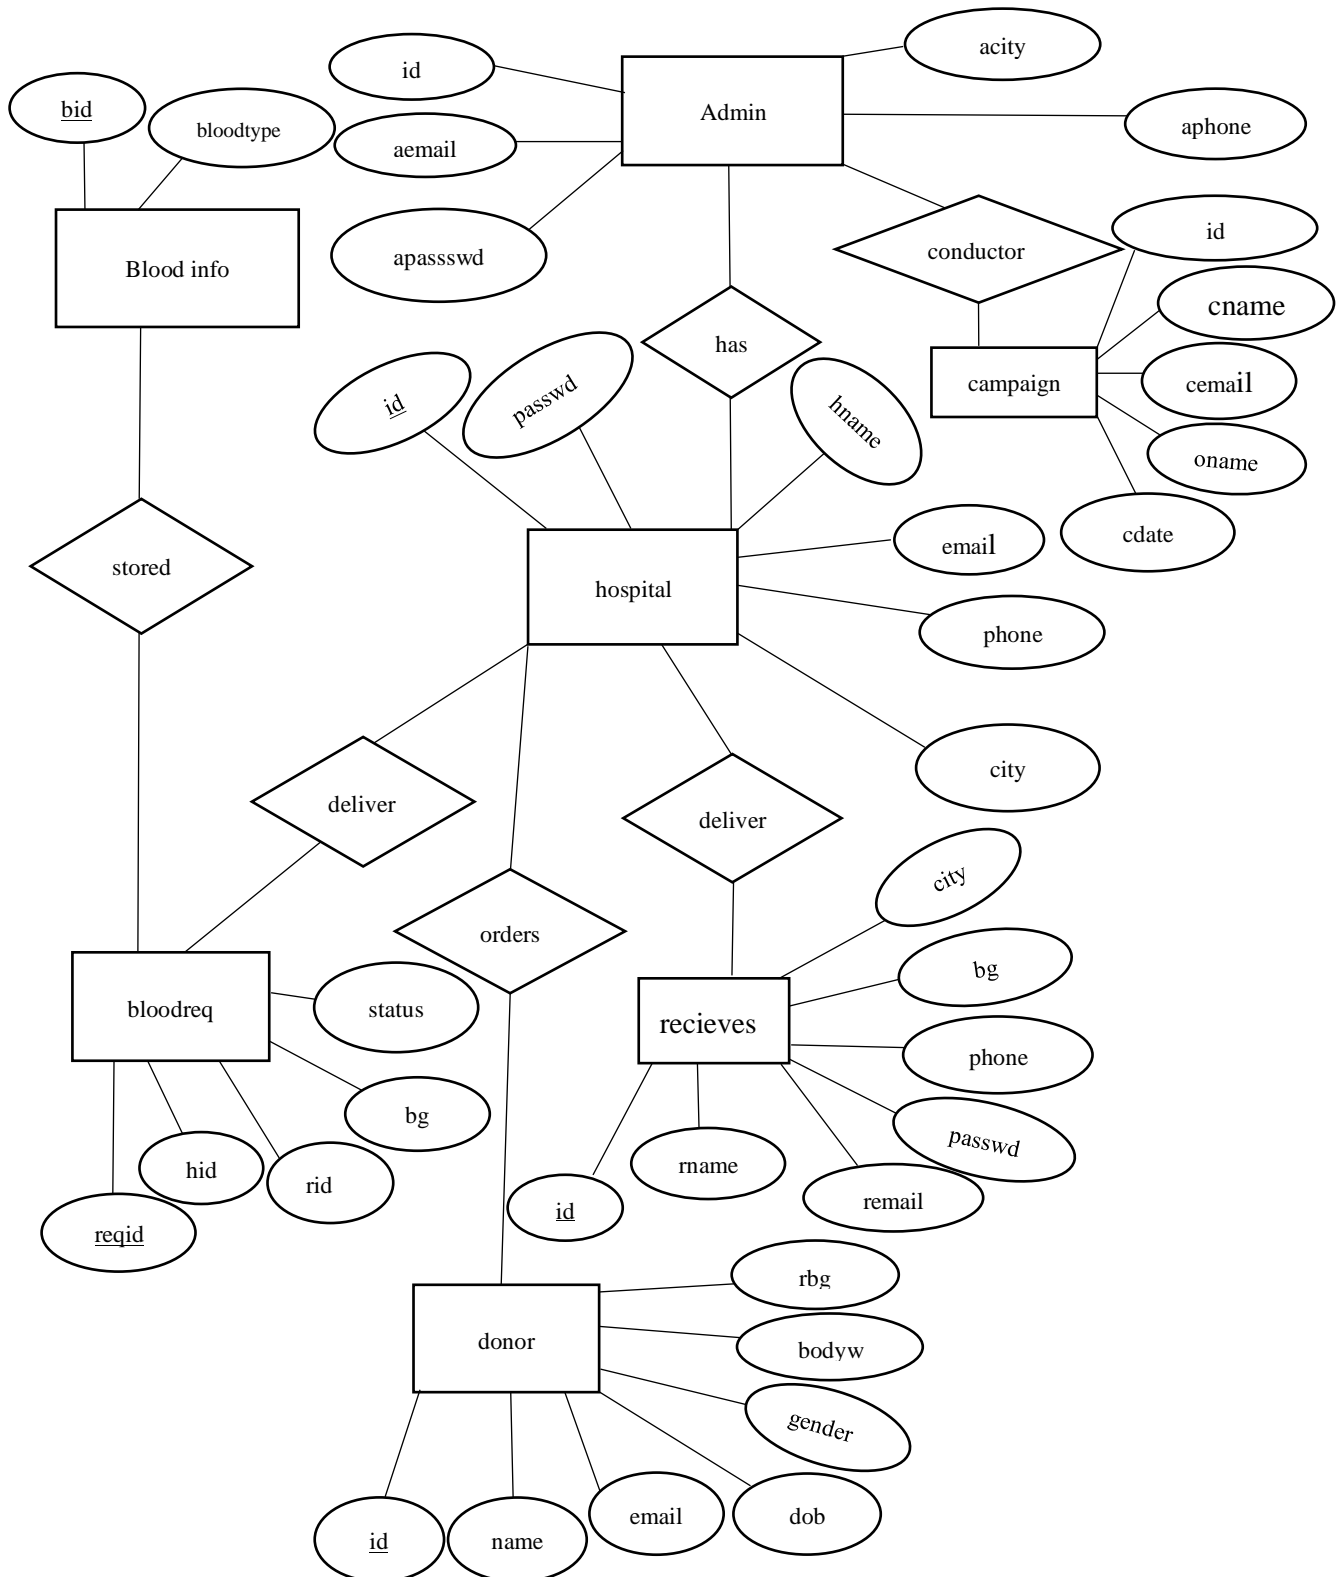 acity
id
Admin
bid
bloodtype
aphone
aemail
id
apassswd
conductor
Blood info
cname
has
campaign
cemail
id
passwd
hname
oname
cdate
email
stored
hospital
phone
city
deliver
deliver
city
orders
bg
status
bloodreq
recieves
phone
bg
passwd
hid
rid
rname
remail
id
reqid
rbg
donor
bodyw
gender
id
name
email
dob